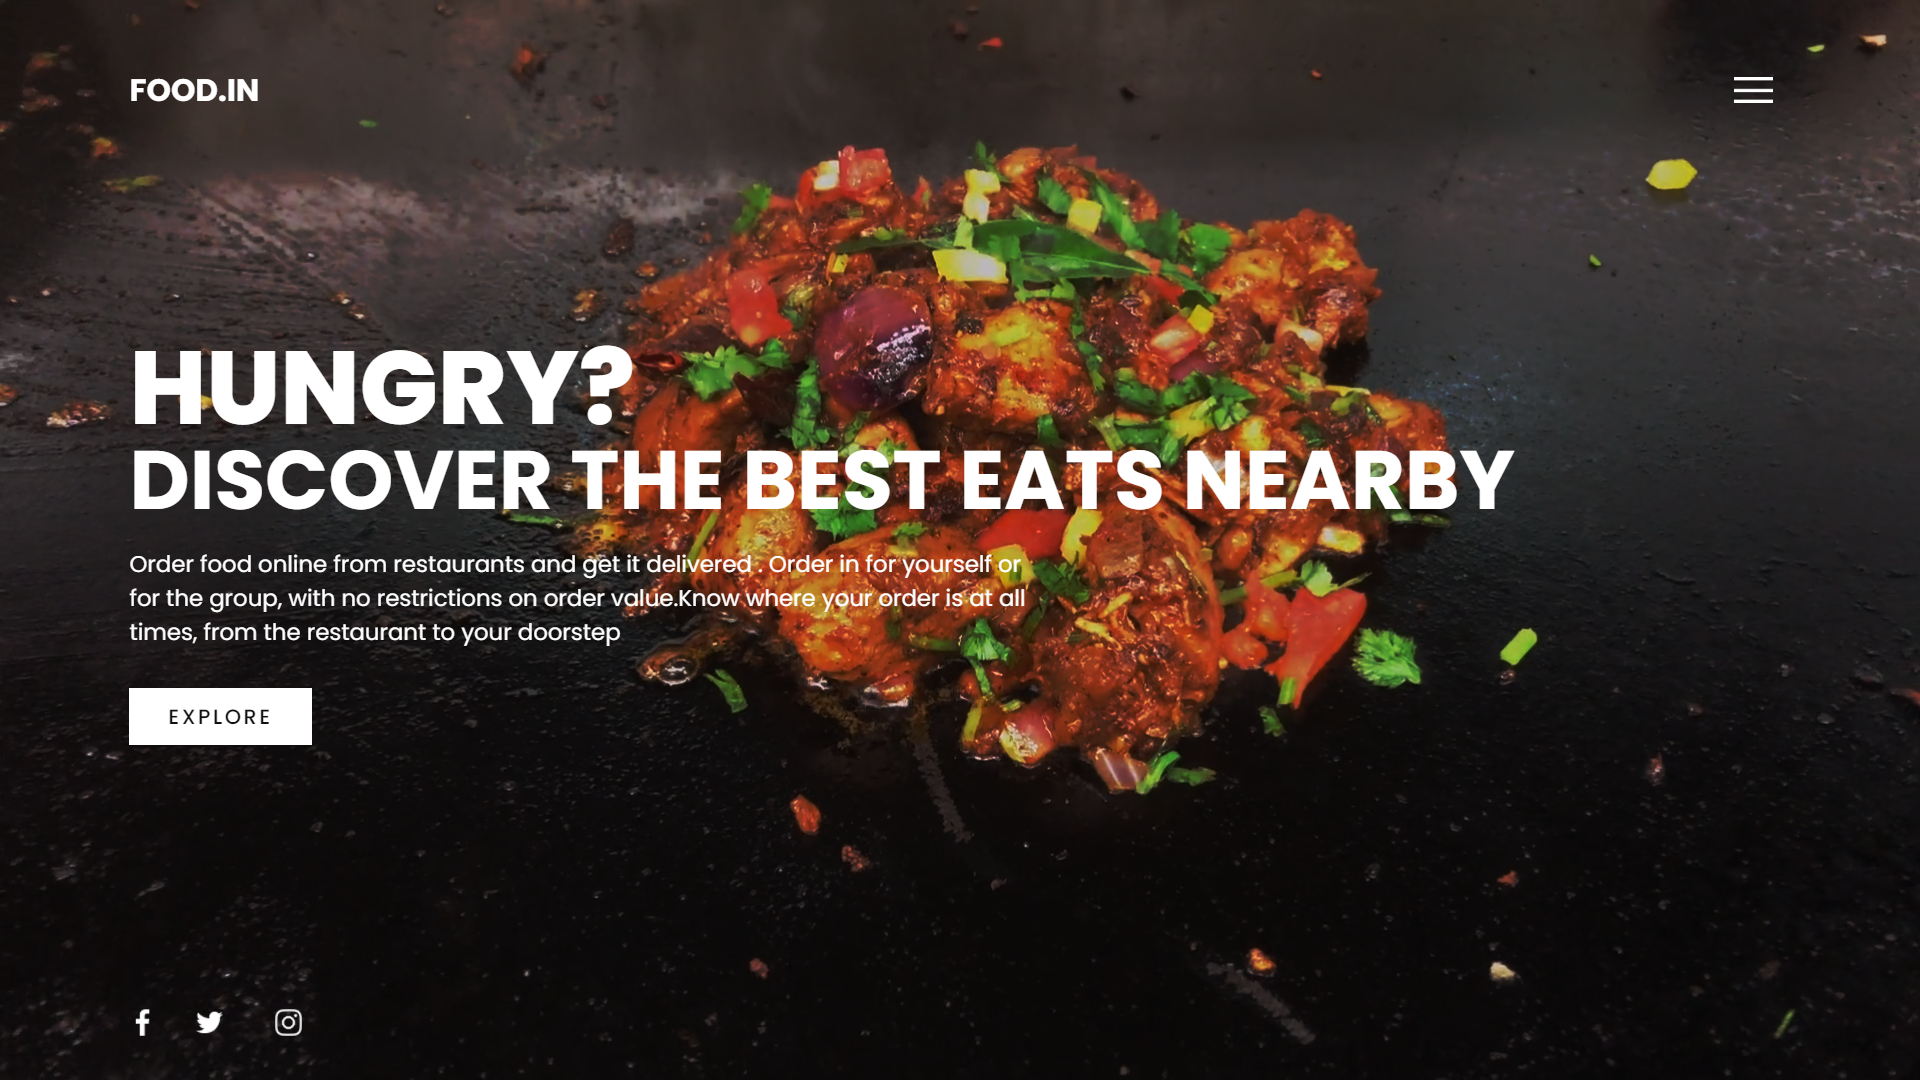 FOOD.IN
HUNGRY?
DISCOVER THE BEST EATS NEARBY
Order food online from restaurants and get it delivered . Order in for yourself or
for the group, with no restrictions on order value.Know where your order is at all
times, from the restaurant to your doorstep
EXPLORE